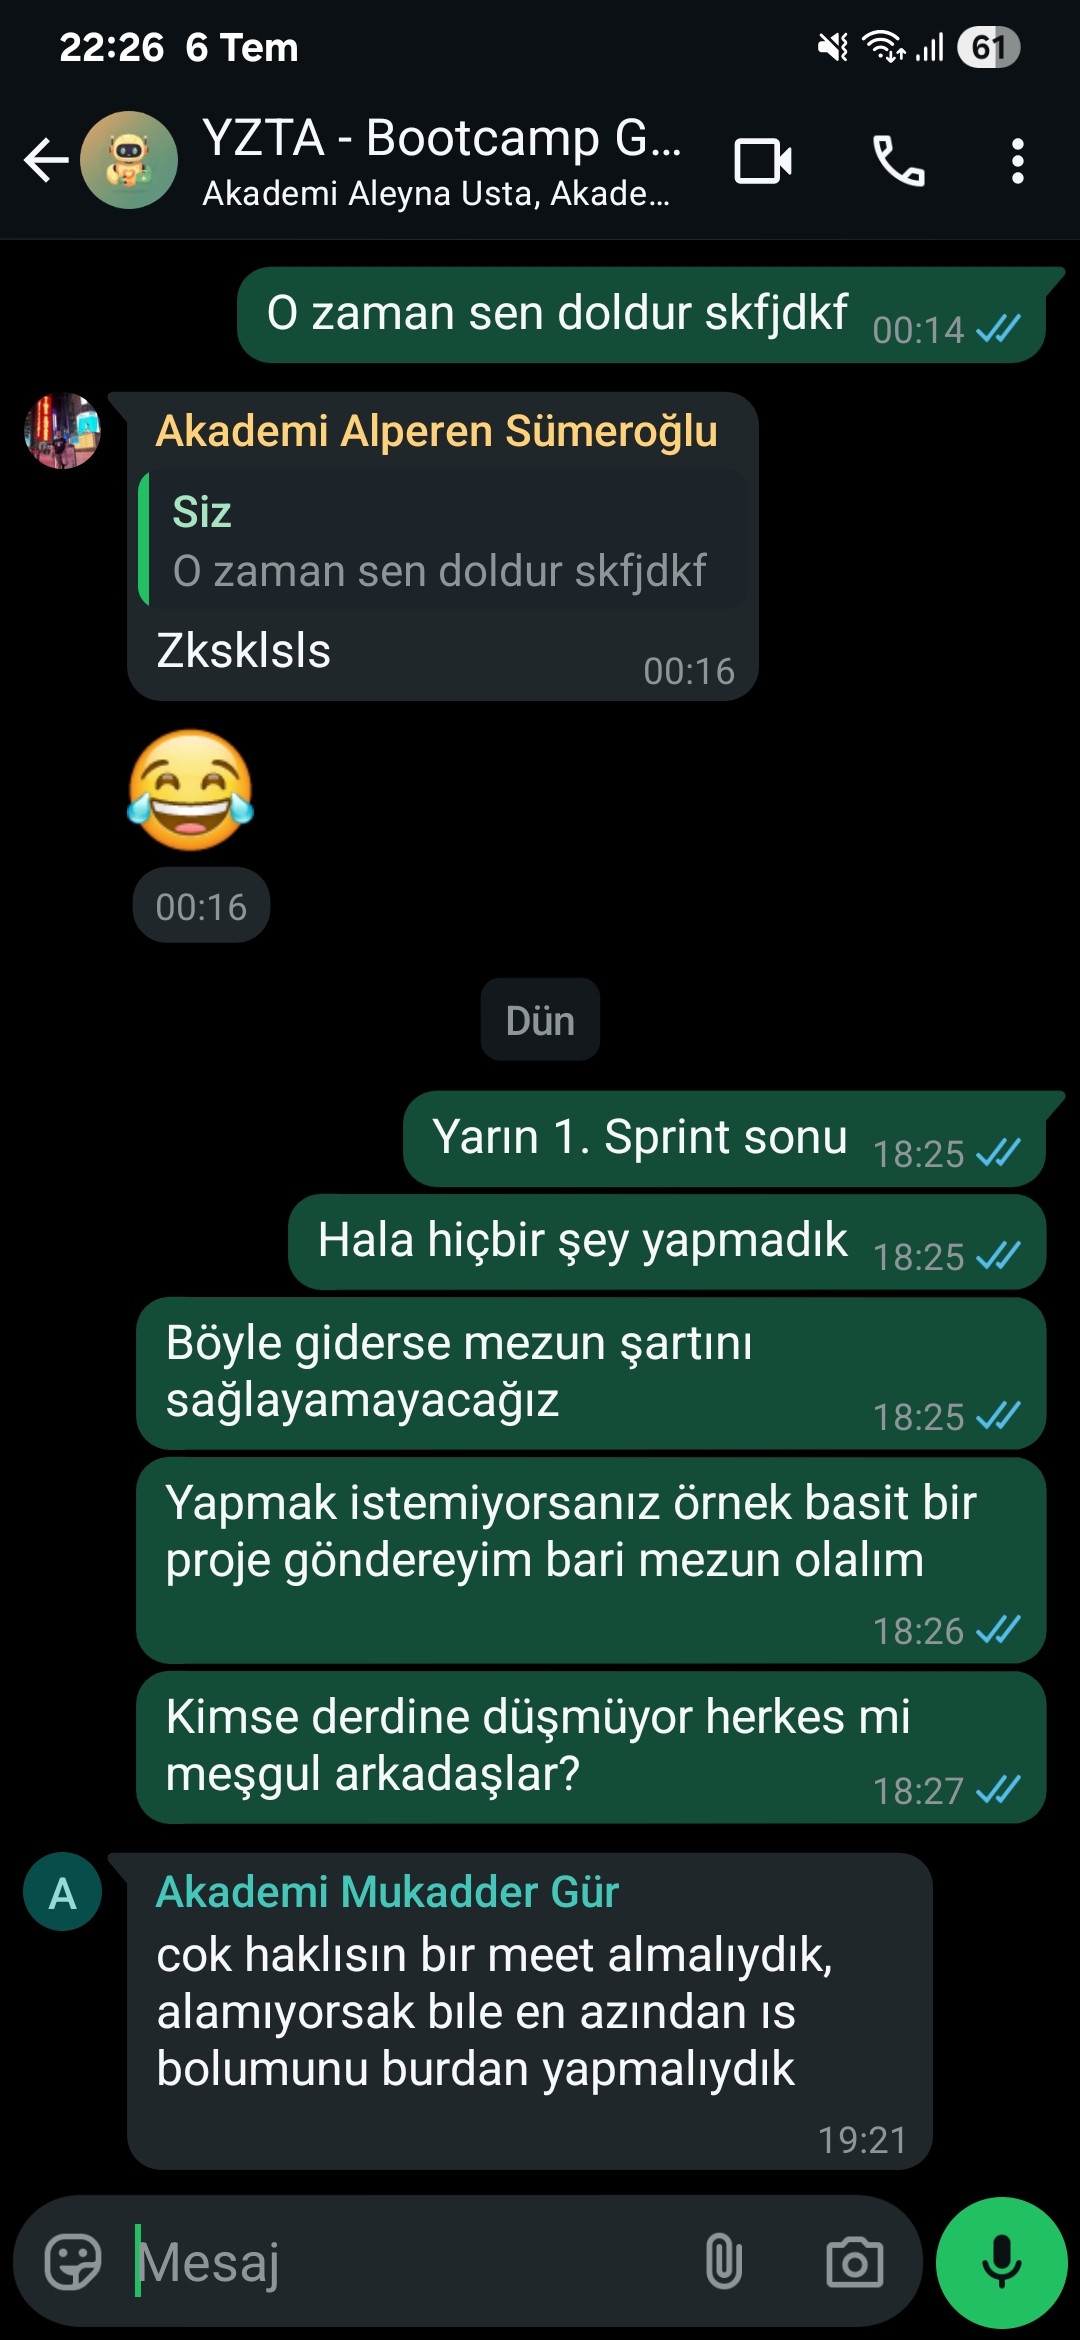 22:26 6 Tem
61
YZTA - Bootcamp G...
Akademi Aleyna Usta, Akade...
O zaman sen doldur skfjdkf 00:14
Akademi Alperen Sümeroğlu
Siz
O zaman sen doldur skfjdkf
Zksklsls
00:16
00:16
Dün
Yarın 1. Sprint sonu 18:25
Hala hiçbir şey yapmadık 18:25
Böyle giderse mezun şartını
sağlayamayacağız
18:25
Yapmak istemiyorsanız örnek basit bir
proje göndereyim bari mezun olalım
18:26
Kimse derdine düşmüyor herkes mi
meşgul arkadaşlar?
18:27
A
Akademi Mukadder Gür
cok haklısın bır meet almalıydık,
alamıyorsak bıle en azından ıs
bolumunu burdan yapmalıydık
19:21
Mesaj